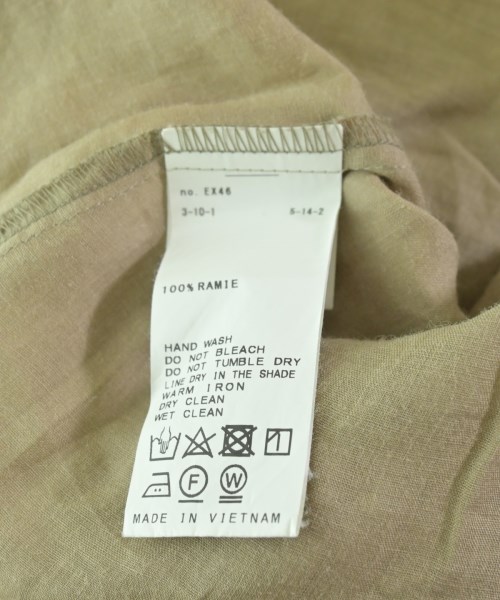 no. EX46
3-10-1 5-14-2
100% RAMIE
HAND WASH
DO NOT BLEACH
DO NOT TUMBLE DRY
LINE DRY IN THE SHADE
WARM IRON
DRY CLEAN
WET CLEAN
F W
MADE IN VIETNAM